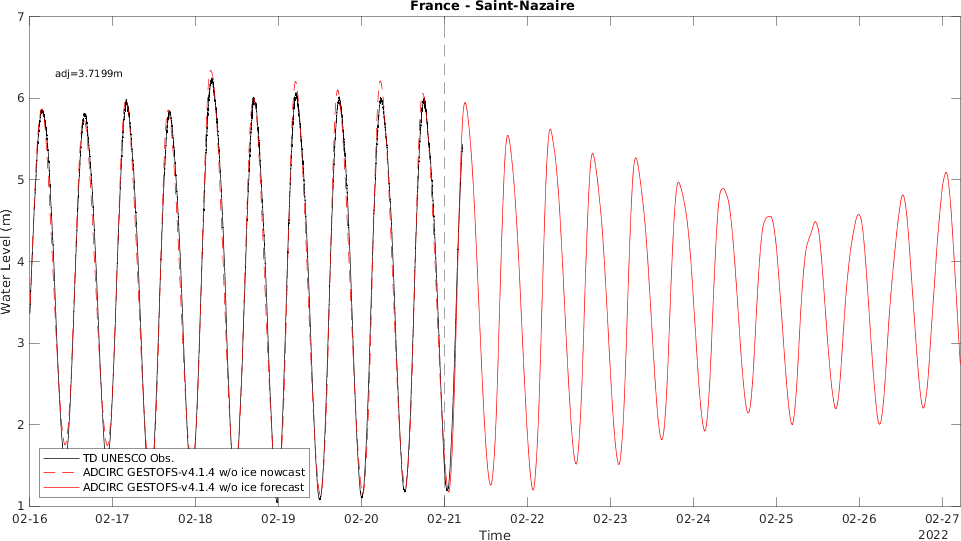 France - Saint-Nazaire
adj=3.7199m
Water Level (m)
7
6
5
4
3
2
1
TD UNESCO Obs.
ADCIRC GESTOFS-v4.1.4 w/o ice nowcast
ADCIRC GESTOFS-v4.1.4 w/o ice forecast
02-16 02-17 02-18 02-19 02-20 02-21 02-22 02-23 02-24 02-25 02-26 02-27
Time
2022